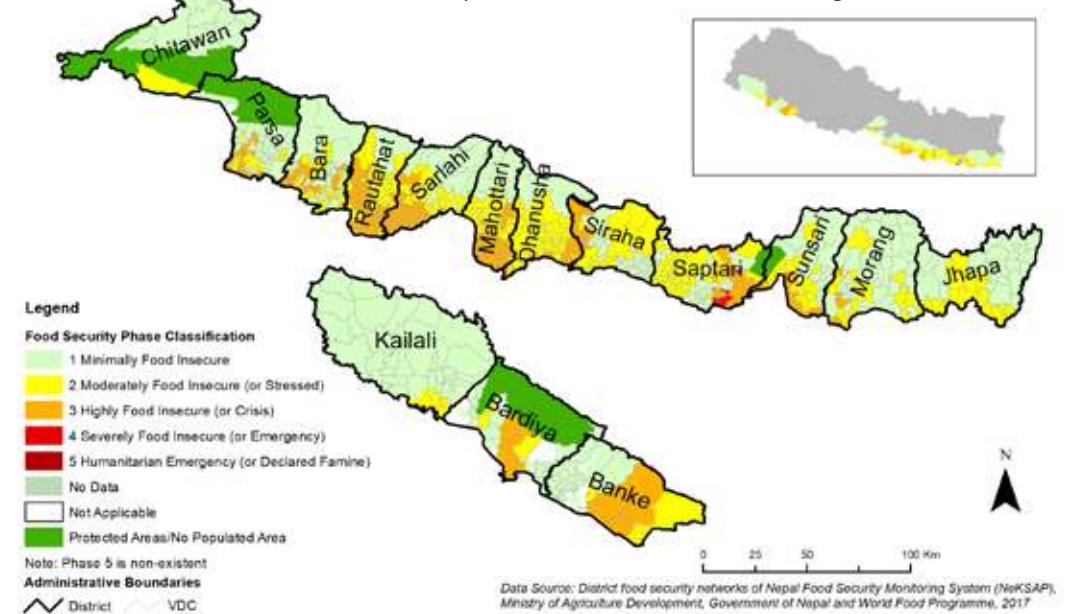 Chitawan
Parsa
Bara
Rautahat
Sarlahi
Mahottari
Dhanusha
Siraha
Saptari
Sunsari
Morang
Jhapa
Kailali
Bardiya
Banke
Legend
Food Security Phase Classification
1 Minimally Food Insecure
2 Moderately Food Insecure (or Stressed)
3 Highly Food Insecure (or Crisis)
4 Severely Food Insecure (or Emergency)
5 Humanitarian Emergency (or Declared Famine)
No Data
Not Applicable
Protected Areas/No Populated Area
Note: Phase 5 is non-existent
Administrative Boundaries
District VDC
N
0 25 50 100 Km
Data Source: District food security networks of Nepal Food Security Monitoring System (NeKSAP),
Ministry of Agriculture Development, Government of Nepal and World Food Programme, 2017